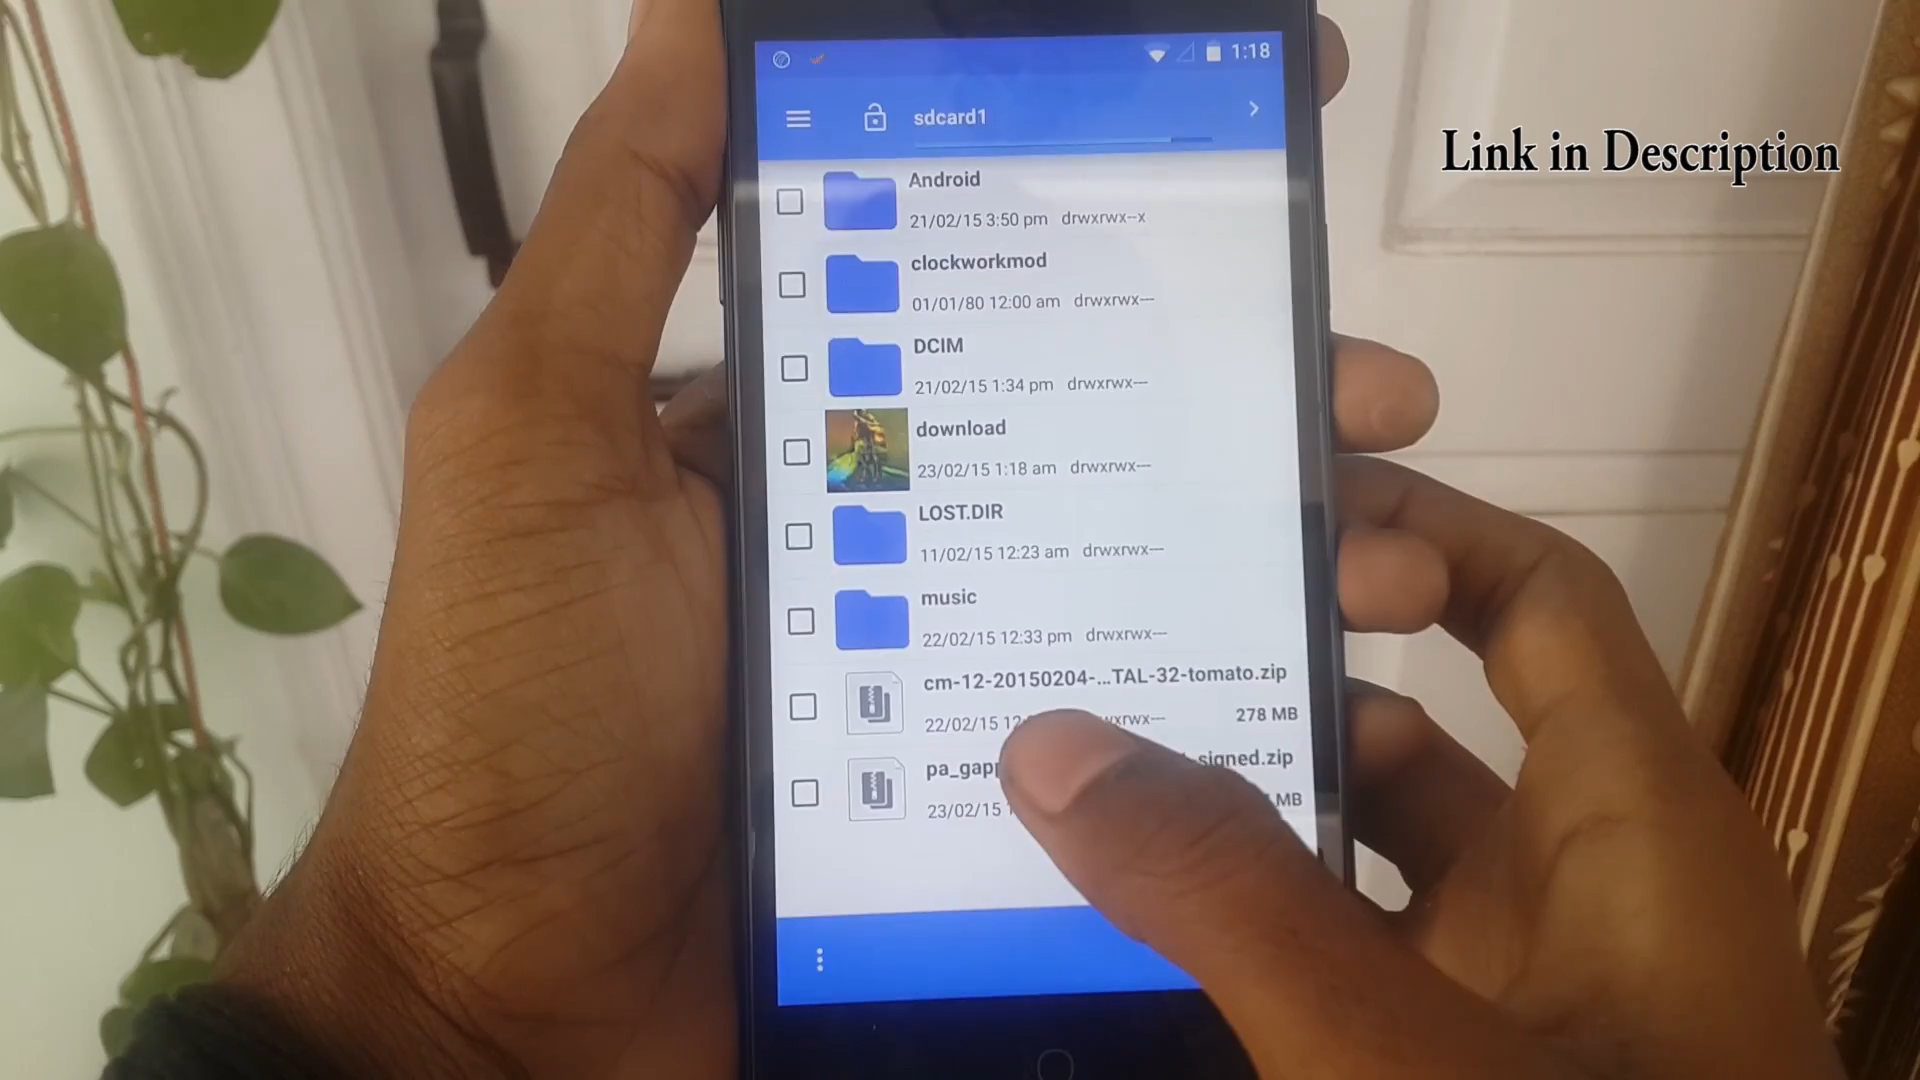 1:18
sdcard1
Link in Description
Android
21/02/15 3:50 pm drwxrwx--x
clockworkmod
01/01/80 12:00 am drwxrwx---
DCIM
21/02/15 1:34 pm drwxrwx---
download
23/02/15 1:18 am drwxrwx---
LOST.DIR
11/02/15 12:23 am drwxrwx---
music
22/02/15 12:33 pm drwxrwx---
cm-12-20150204-...TAL-32-tomato.zip
22/02/15 278 MB
signed.zip
23/02/15 MB